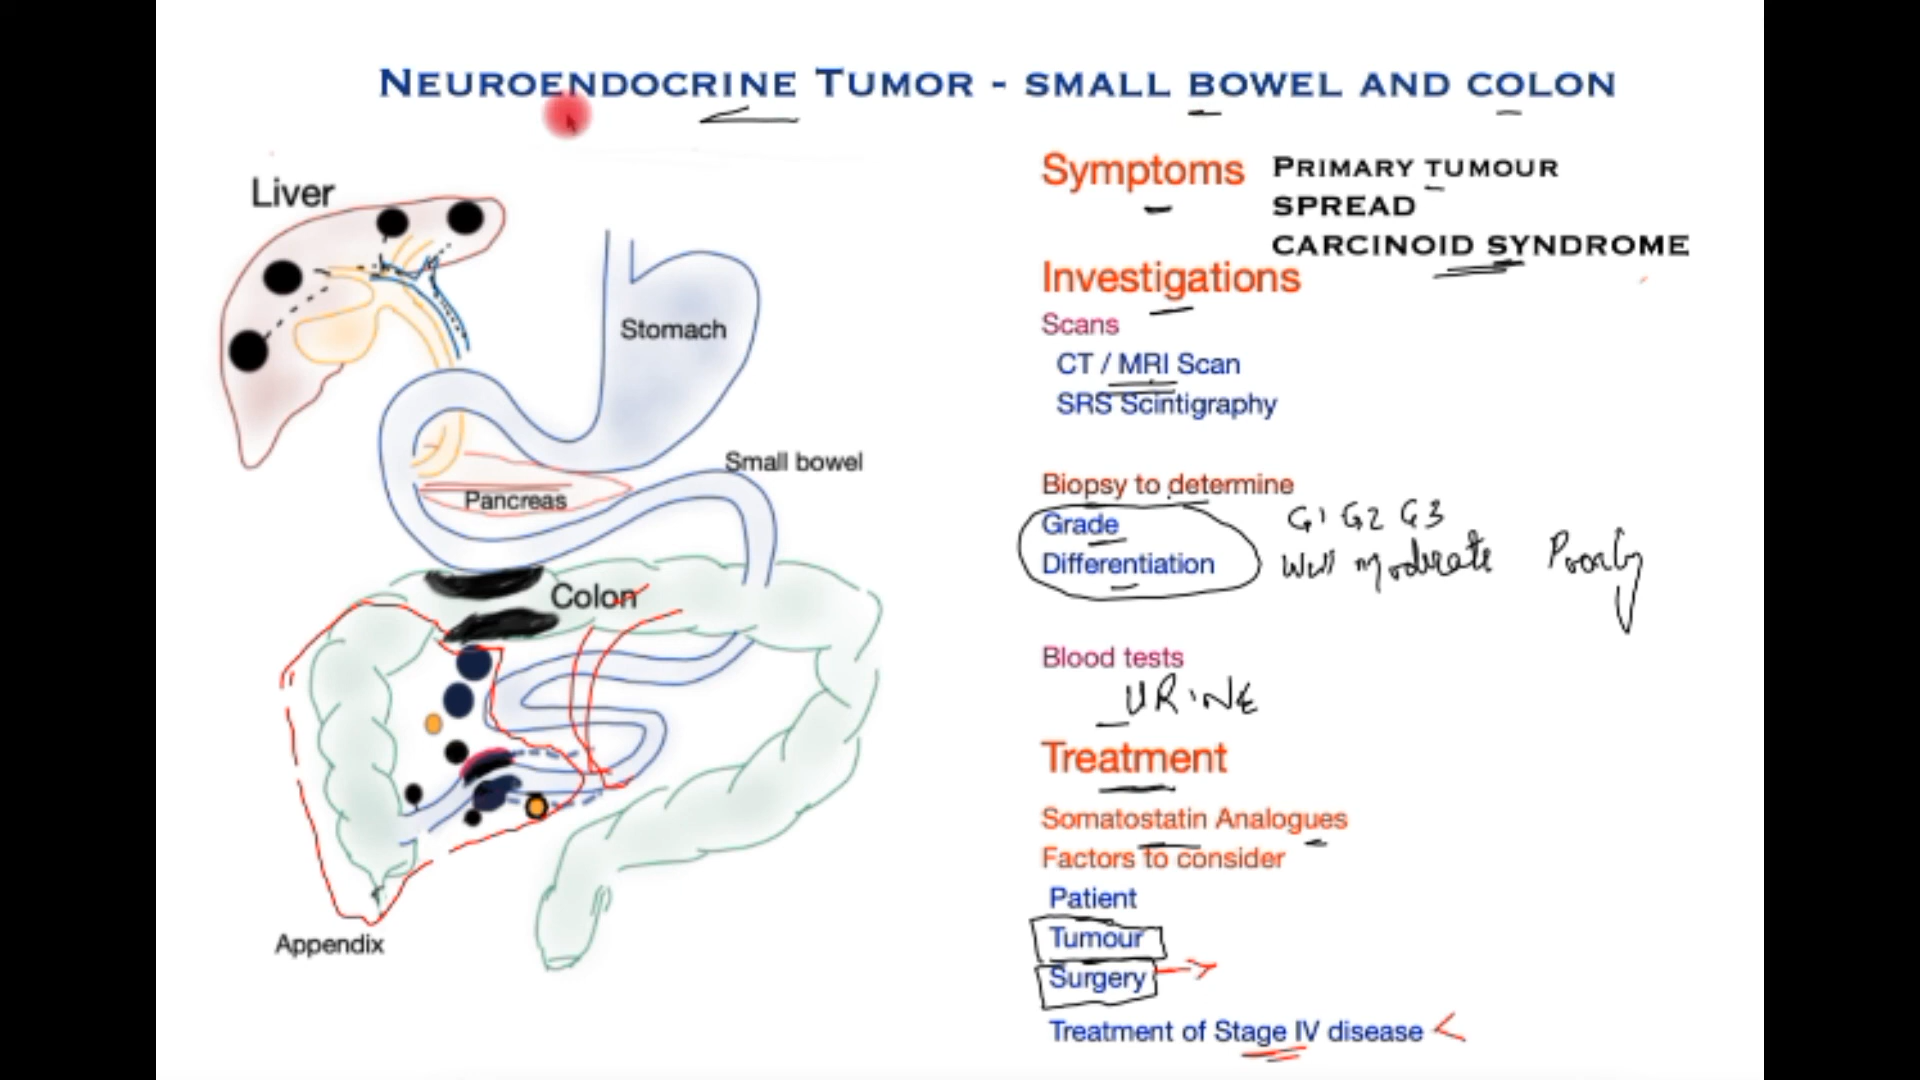 NEUROENDOCRINE TUMOR - SMALL BOWEL AND COLON
Liver
Stomach
Small bowel
Pancreas
Colon
Appendix
Symptoms PRIMARY TUMOUR
SPREAD
CARCINOID SYNDROME
Investigations
Scans
CT / MRI Scan
SRS Scintigraphy
Biopsy to determine
Grade G1 G2 G3
Differentiation Well moderate Poorly
Blood tests
URINE
Treatment
Somatostatin Analogues
Factors to consider
Patient
Tumour
Surgery
Treatment of Stage IV disease